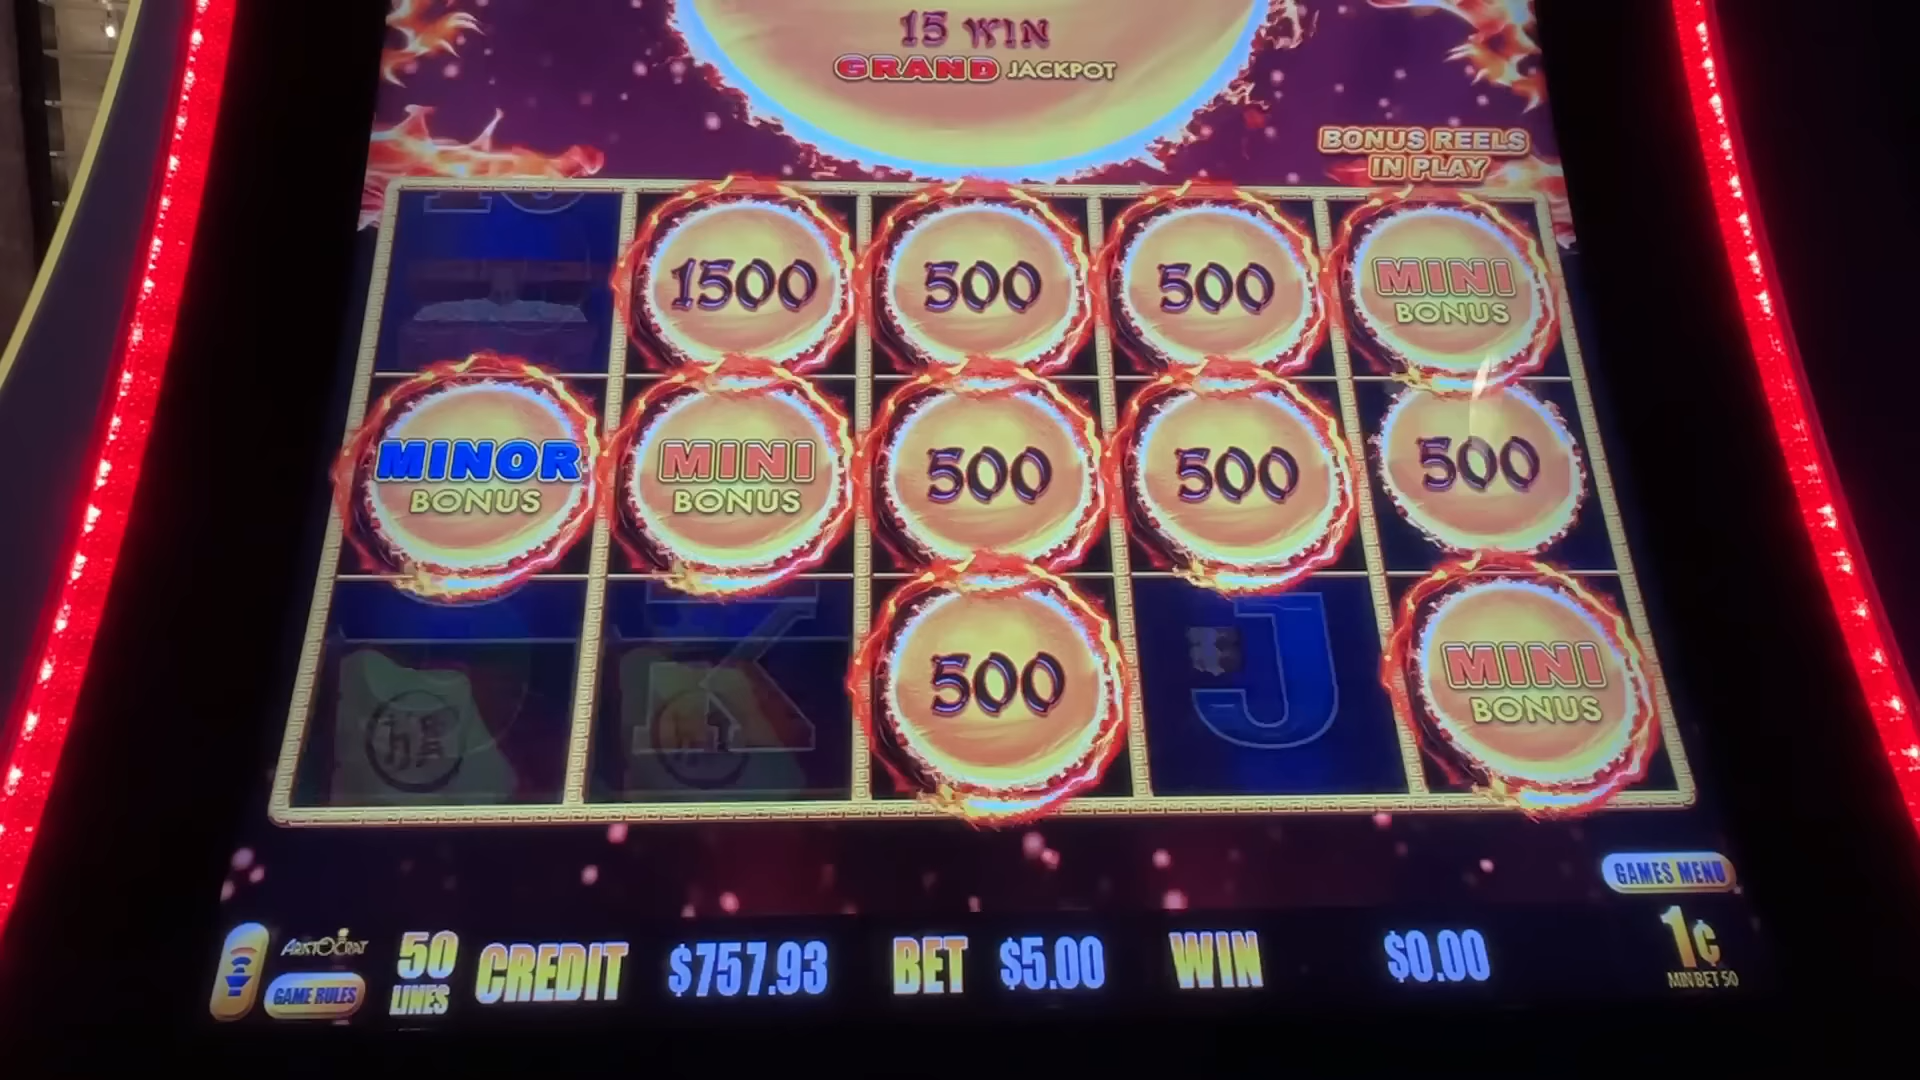 15 WIN
GRAND JACKPOT
BONUS REELS
IN PLAY
1500
500
500
MINI
BONUS
MINOR
BONUS
MINI
BONUS
500
500
500
K
500
J
MINI
BONUS
GAMES MENU
ARISTOCRAT
GAME RULES
50
LINES
CREDIT $757.93
BET $5.00
WIN $0.00
1¢
MIN BET 50